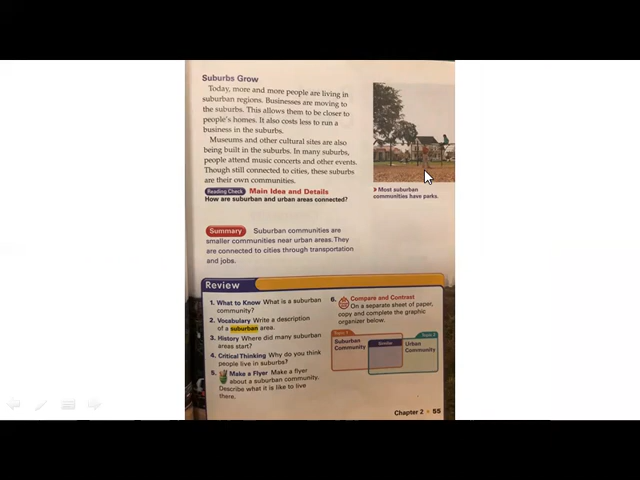 Suburbs Grow
Today, more and more people are living in
suburban regions. Businesses are moving to
the suburbs. This allows them to be closer to
people's homes. It also costs less to run a
business in the suburbs.
Museums and other cultural sites are also
being built in the suburbs. In many suburbs,
people attend music concerts and other events.
Though still connected to cities, these suburbs
are their own communities.
Reading Check Main Idea and Details
How are suburban and urban areas connected?
Most suburban
communities have parks.
Summary Suburban communities are
smaller communities near urban areas. They
are connected to cities through transportation
and jobs.
Review
1. What to Know What is a suburban
community?
2. Vocabulary Write a description
of a suburban area.
3. History Where did many suburban
areas start?
4. Critical Thinking Why do you think
people live in suburbs?
5. Make a Flyer Make a flyer
about a suburban community.
Describe what it is like to live
there.
6. Compare and Contrast
On a separate sheet of paper,
copy and complete the graphic
organizer below.
Topic 1
Suburban
Community
Similar
Topic 2
Urban
Community
Chapter 2 • 55